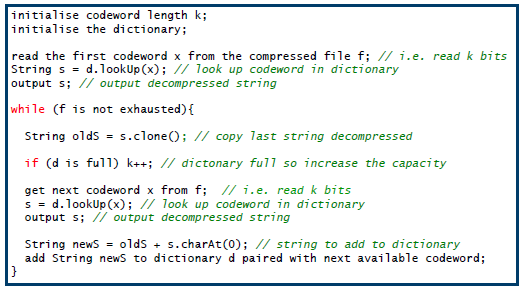 initialise codeword length k;
initialise the dictionary;
read the first codeword x from the compressed file f; // i.e. read k bits
String s = d.lookUp(x); // look up codeword in dictionary
output s; // output decompressed string
while (f is not exhausted){
String oldS = s.clone(); // copy last string decompressed
if (d is full) k++; // dictonary full so increase the capacity
get next codeword x from f; // i.e. read k bits
s = d.lookUp(x); // look up codeword in dictionary
output s; // output decompressed string
String newS = oldS + s.charAt(0); // string to add to dictionary
add String newS to dictionary d paired with next available codeword;
}